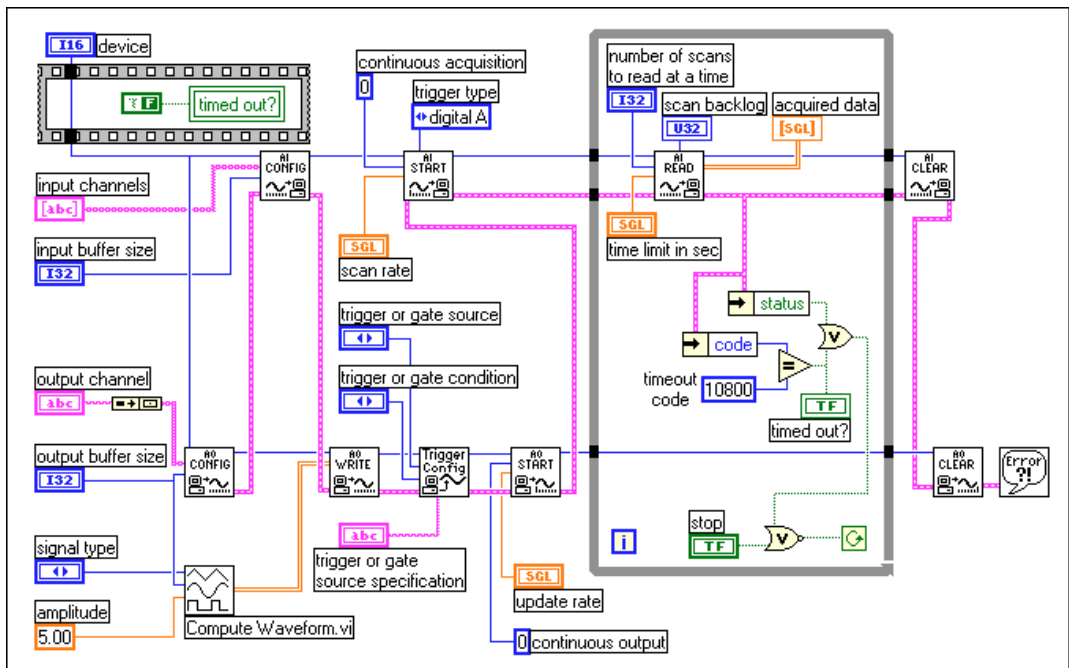 I16 device
F timed out?
continuous acquisition
0
trigger type
digital A
number of scans
to read at a time
I32
scan backlog
U32
acquired data
[SGL]
AI CONFIG
AI START
AI READ
AI CLEAR
input channels
[abc]
input buffer size
I32
SGL
scan rate
SGL
time limit in sec
status
code
V
=
timeout
code
10800
TF
timed out?
trigger or gate source
trigger or gate condition
output channel
abc
output buffer size
I32
AO CONFIG
AO WRITE
Trigger
Config
AO START
AO CLEAR
Error
?!
abc
trigger or gate
source specification
signal type
Compute Waveform.vi
amplitude
5.00
SGL
update rate
0 continuous output
i
stop
TF
V